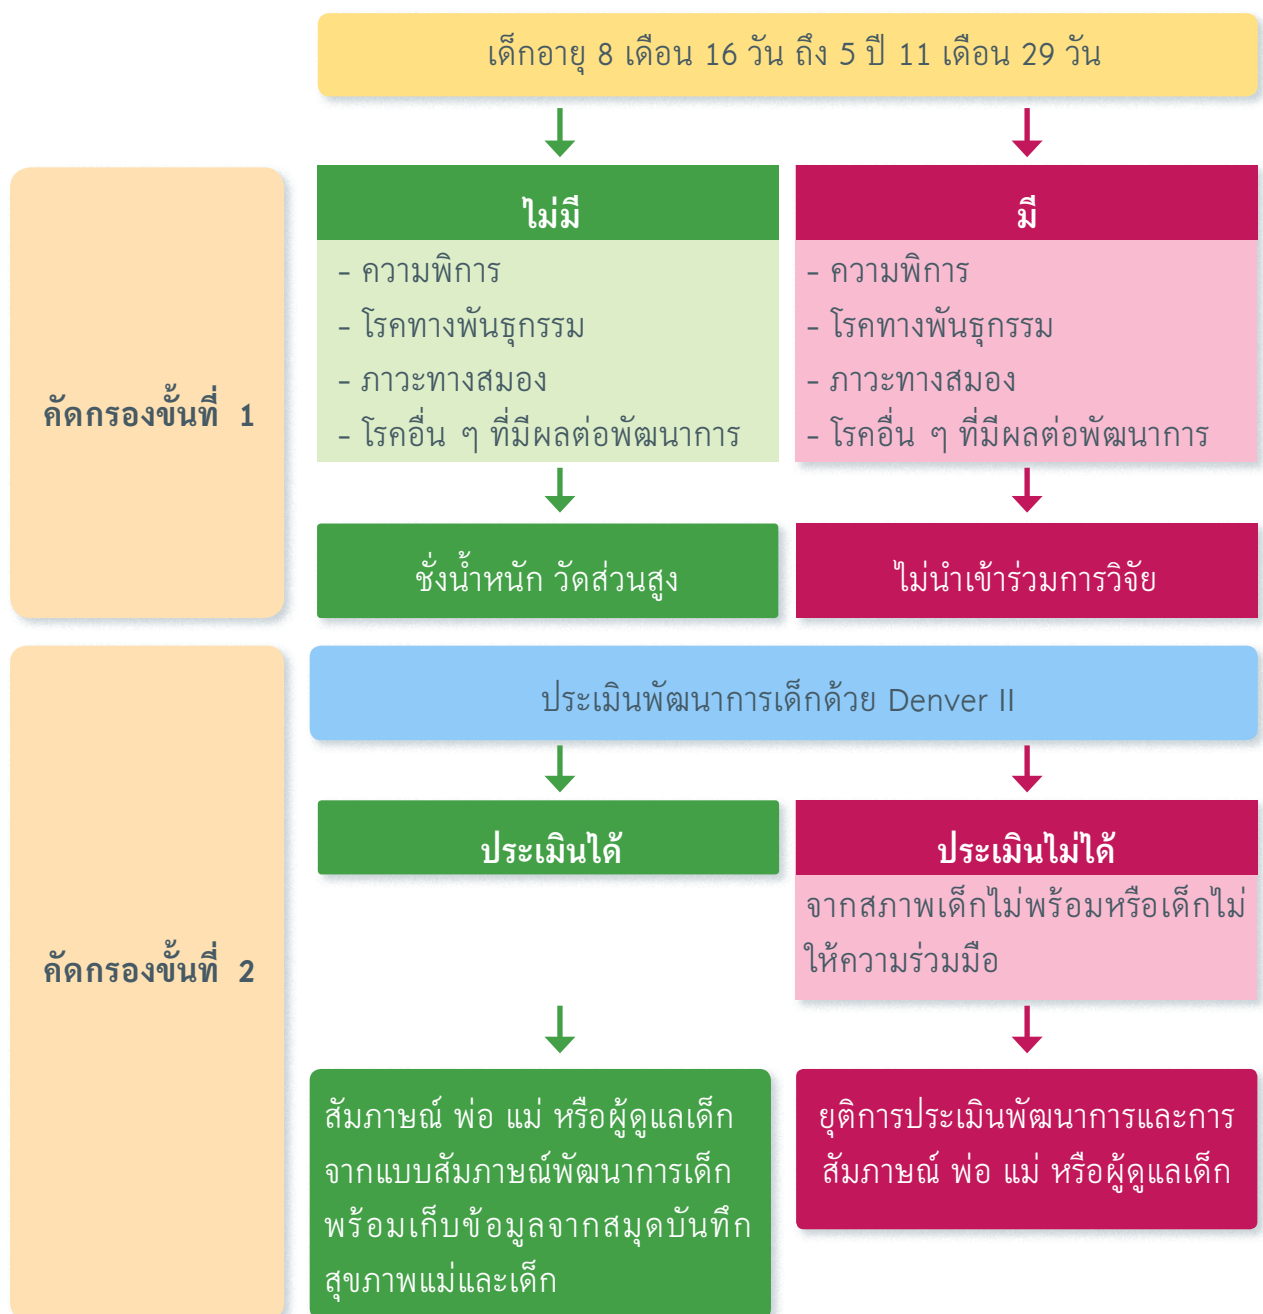 เด็กอายุ 8 เดือน 16 วัน ถึง 5 ปี 11 เดือน 29 วัน
คัดกรองขั้นที่ 1
ไม่มี
- ความพิการ
- โรคทางพันธุกรรม
- ภาวะทางสมอง
- โรคอื่น ๆ ที่มีผลต่อพัฒนาการ
มี
- ความพิการ
- โรคทางพันธุกรรม
- ภาวะทางสมอง
- โรคอื่น ๆ ที่มีผลต่อพัฒนาการ
ชั่งน้ำหนัก วัดส่วนสูง
ไม่นำเข้าร่วมการวิจัย
คัดกรองขั้นที่ 2
ประเมินพัฒนาการเด็กด้วย Denver II
ประเมินได้
ประเมินไม่ได้
จากสภาพเด็กไม่พร้อมหรือเด็กไม่
ให้ความร่วมมือ
สัมภาษณ์ พ่อ แม่ หรือผู้ดูแลเด็ก
จากแบบสัมภาษณ์พัฒนาการเด็ก
พร้อมเก็บข้อมูลจากสมุดบันทึก
สุขภาพแม่และเด็ก
ยุติการประเมินพัฒนาการและการ
สัมภาษณ์ พ่อ แม่ หรือผู้ดูแลเด็ก